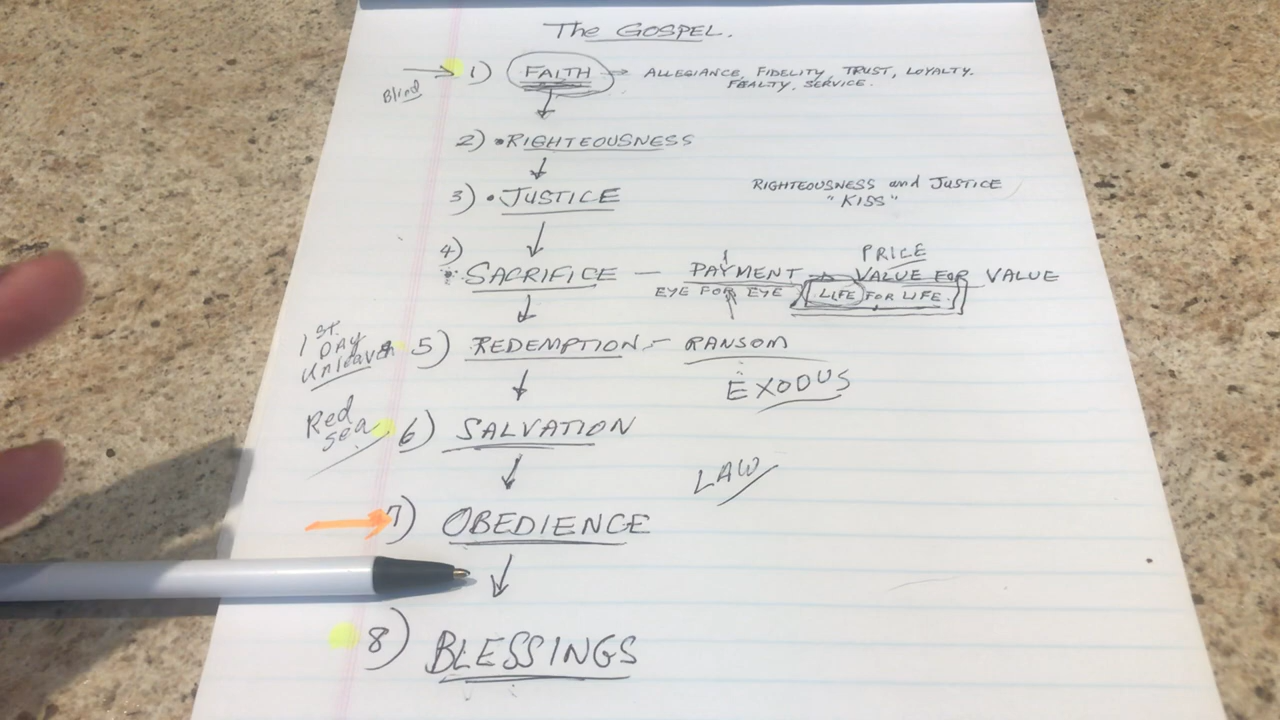 The GOSPEL.
1) FAITH → ALLEGIANCE, FIDELITY, TRUST, LOYALTY.
FEALTY, SERVICE.
Blind
2) • RIGHTEOUSNESS
3) • JUSTICE
RIGHTEOUSNESS and JUSTICE
"KISS"
4)
SACRIFICE — PAYMENT → VALUE FOR VALUE
PRICE
EYE FOR EYE LIFE FOR LIFE.
1st.
DAY
Unleaven
5) REDEMPTION — RANSOM
EXODUS
Red
Sea
6) SALVATION
LAW
7) OBEDIENCE
8) BLESSINGS